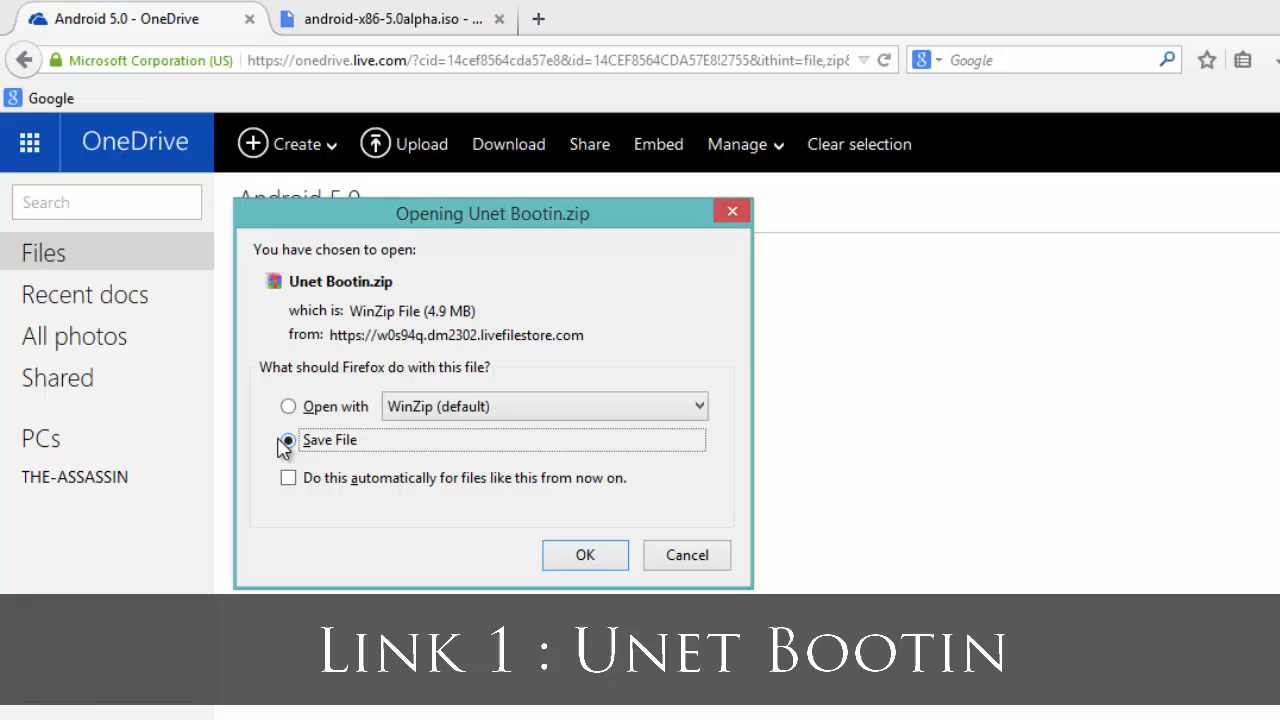 Android 5.0 - OneDrive
android-x86-5.0alpha.iso - ...
Microsoft Corporation (US)
https://onedrive.live.com/?cid=14cef8564cda57e8&id=14CEF8564CDA57E8!2755&ithint=file,zip&
Google
Google
OneDrive
Create
Upload
Download
Share
Embed
Manage
Clear selection
Search
Android 5.0
Files
Recent docs
All photos
Shared
PCs
THE-ASSASSIN
Opening Unet Bootin.zip
You have chosen to open:
Unet Bootin.zip
which is: WinZip File (4.9 MB)
from: https://w0s94q.dm2302.livefilestore.com
What should Firefox do with this file?
Open with WinZip (default)
Save File
Do this automatically for files like this from now on.
OK
Cancel
Link 1 : Unet Bootin